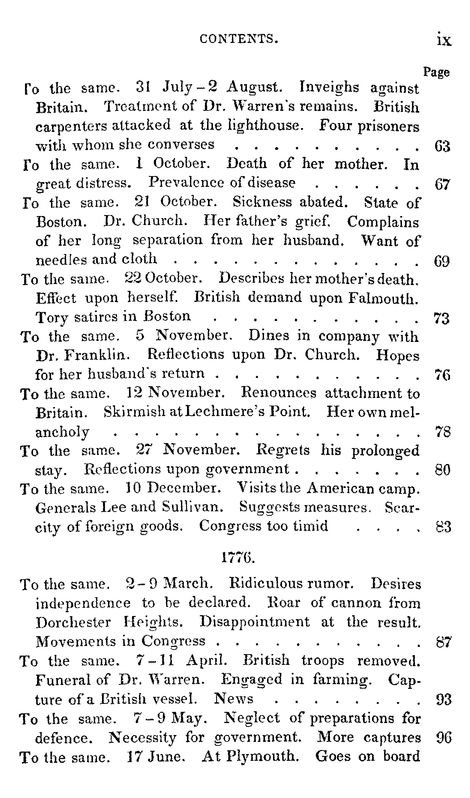 CONTENTS. ix
Page
To the same. 31 July–2 August. Inveighs against
Britain. Treatment of Dr. Warren's remains. British
carpenters attacked at the lighthouse. Four prisoners
with whom she converses . . . . . . . . . . 63
To the same. 1 October. Death of her mother. In
great distress. Prevalence of disease . . . . . . 67
To the same. 21 October. Sickness abated. State of
Boston. Dr. Church. Her father's grief. Complains
of her long separation from her husband. Want of
needles and cloth . . . . . . . . . . . . . 69
To the same. 22 October. Describes her mother's death.
Effect upon herself. British demand upon Falmouth.
Tory satires in Boston . . . . . . . . . . . 73
To the same. 5 November. Dines in company with
Dr. Franklin. Reflections upon Dr. Church. Hopes
for her husband's return . . . . . . . . . . . 76
To the same. 12 November. Renounces attachment to
Britain. Skirmish at Lechmere's Point. Her own mel-
ancholy . . . . . . . . . . . . . . . . 78
To the same. 27 November. Regrets his prolonged
stay. Reflections upon government . . . . . . . 80
To the same. 10 December. Visits the American camp.
Generals Lee and Sullivan. Suggests measures. Scar-
city of foreign goods. Congress too timid . . . . 83
1776.
To the same. 2–9 March. Ridiculous rumor. Desires
independence to be declared. Roar of cannon from
Dorchester Heights. Disappointment at the result.
Movements in Congress . . . . . . . . . . . 87
To the same. 7–11 April. British troops removed.
Funeral of Dr. Warren. Engaged in farming. Cap-
ture of a British vessel. News . . . . . . . . 93
To the same. 7–9 May. Neglect of preparations for
defence. Necessity for government. More captures 96
To the same. 17 June. At Plymouth. Goes on board